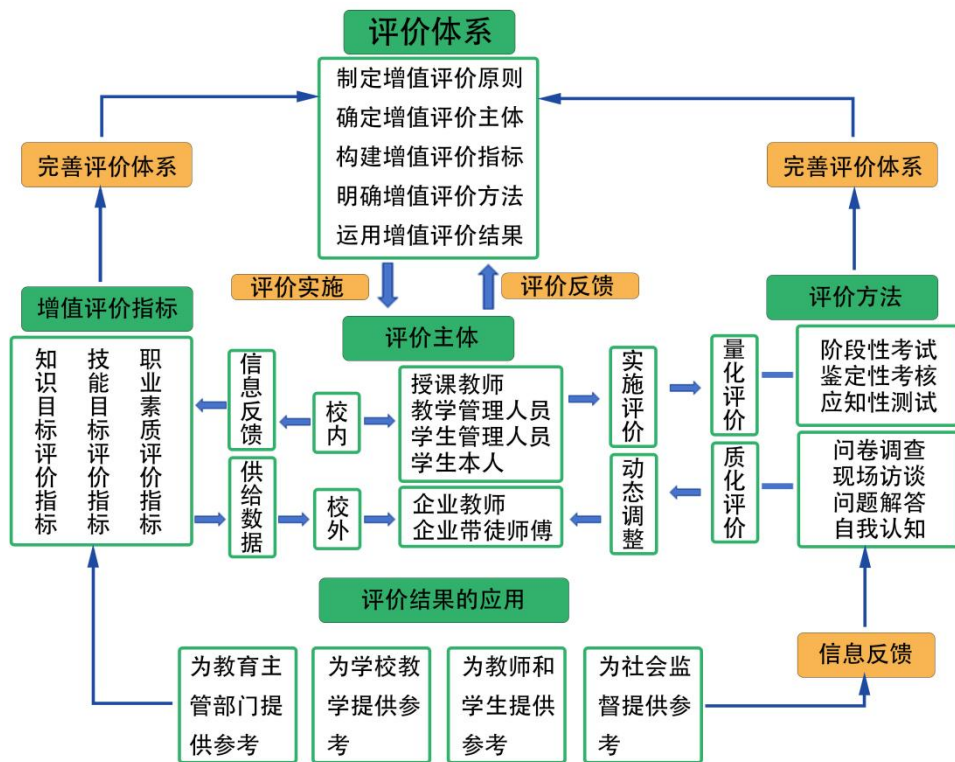 评价体系
制定增值评价原则
确定增值评价主体
构建增值评价指标
明确增值评价方法
运用增值评价结果
完善评价体系
完善评价体系
评价实施
评价反馈
增值评价指标
知识目标评价指标
技能目标评价指标
职业素质评价指标
信息反馈
供给数据
校内
校外
评价主体
授课教师
教学管理人员
学生管理人员
学生本人
企业教师
企业带徒师傅
实施评价
动态调整
量化评价
质化评价
评价方法
阶段性考试
鉴定性考核
应知性测试
问卷调查
现场访谈
问题解答
自我认知
评价结果的应用
为教育主
管部门提
供参考
为学校教
学提供参
考
为教师和
学生提供
参考
为社会监
督提供参
考
信息反馈